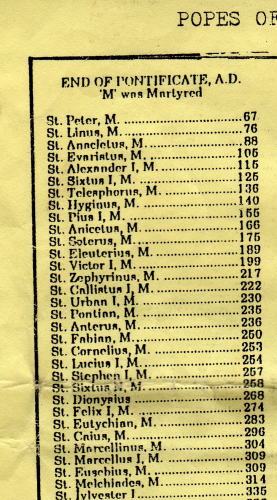 POPES OF
END OF PONTIFICATE, A.D.
'M' was Martyred
St. Peter, M. ........................67
St. Linus, M. ........................76
St. Anacletus, M. ........................88
St. Evaristus, M. ........................105
St. Alexander I, M. ........................115
St. Sixtus I, M. ........................125
St. Telesphorus, M. ........................136
St. Hyginus, M. ........................140
St. Pius I, M. ........................155
St. Anicetus, M. ........................166
St. Soterus, M. ........................175
St. Eleuterius, M. ........................189
St. Victor I, M. ........................199
St. Zephyrinus, M. ........................217
St. Callistus I, M. ........................222
St. Urban I, M. ........................230
St. Pontian, M. ........................235
St. Anterus, M. ........................236
St. Fabian, M. ........................250
St. Cornelius, M. ........................253
St. Lucius I, M. ........................254
St. Stephen I, M. ........................257
St. Sixtus II, M. ........................258
St. Dionysius ........................268
St. Felix I, M. ........................274
St. Eutychian, M. ........................283
St. Caius, M. ........................296
St. Marcellinus, M. ........................304
St. Marcellus I, M. ........................309
St. Eusebius, M. ........................309
St. Melchiades, M. ........................314
St. Sylvester I ........................335